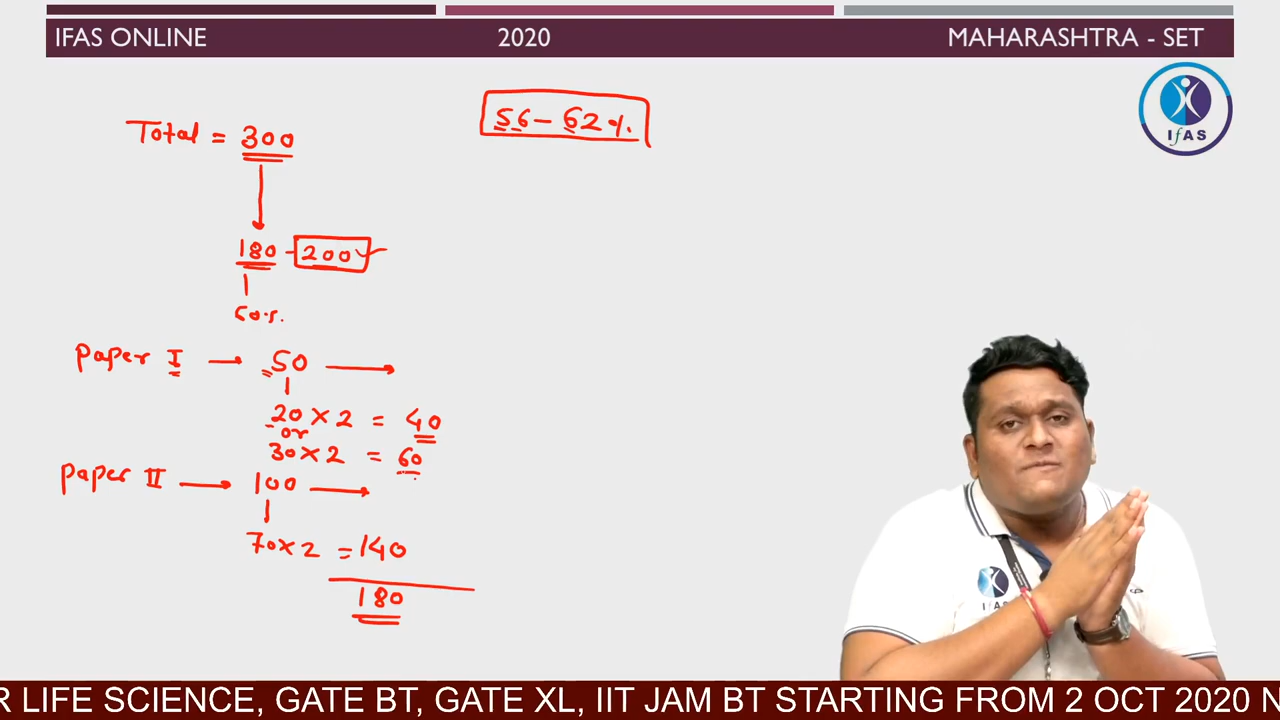 IFAS ONLINE 2020 MAHARASHTRA - SET
IfAS
56 - 62%.
Total = 300
180 - 200
60%.
Paper I → 50 →
20 × 2 = 40
or
30 × 2 = 60
Paper II → 100 →
70 × 2 = 140
180
IfAS
R LIFE SCIENCE, GATE BT, GATE XL, IIT JAM BT STARTING FROM 2 OCT 2020 N